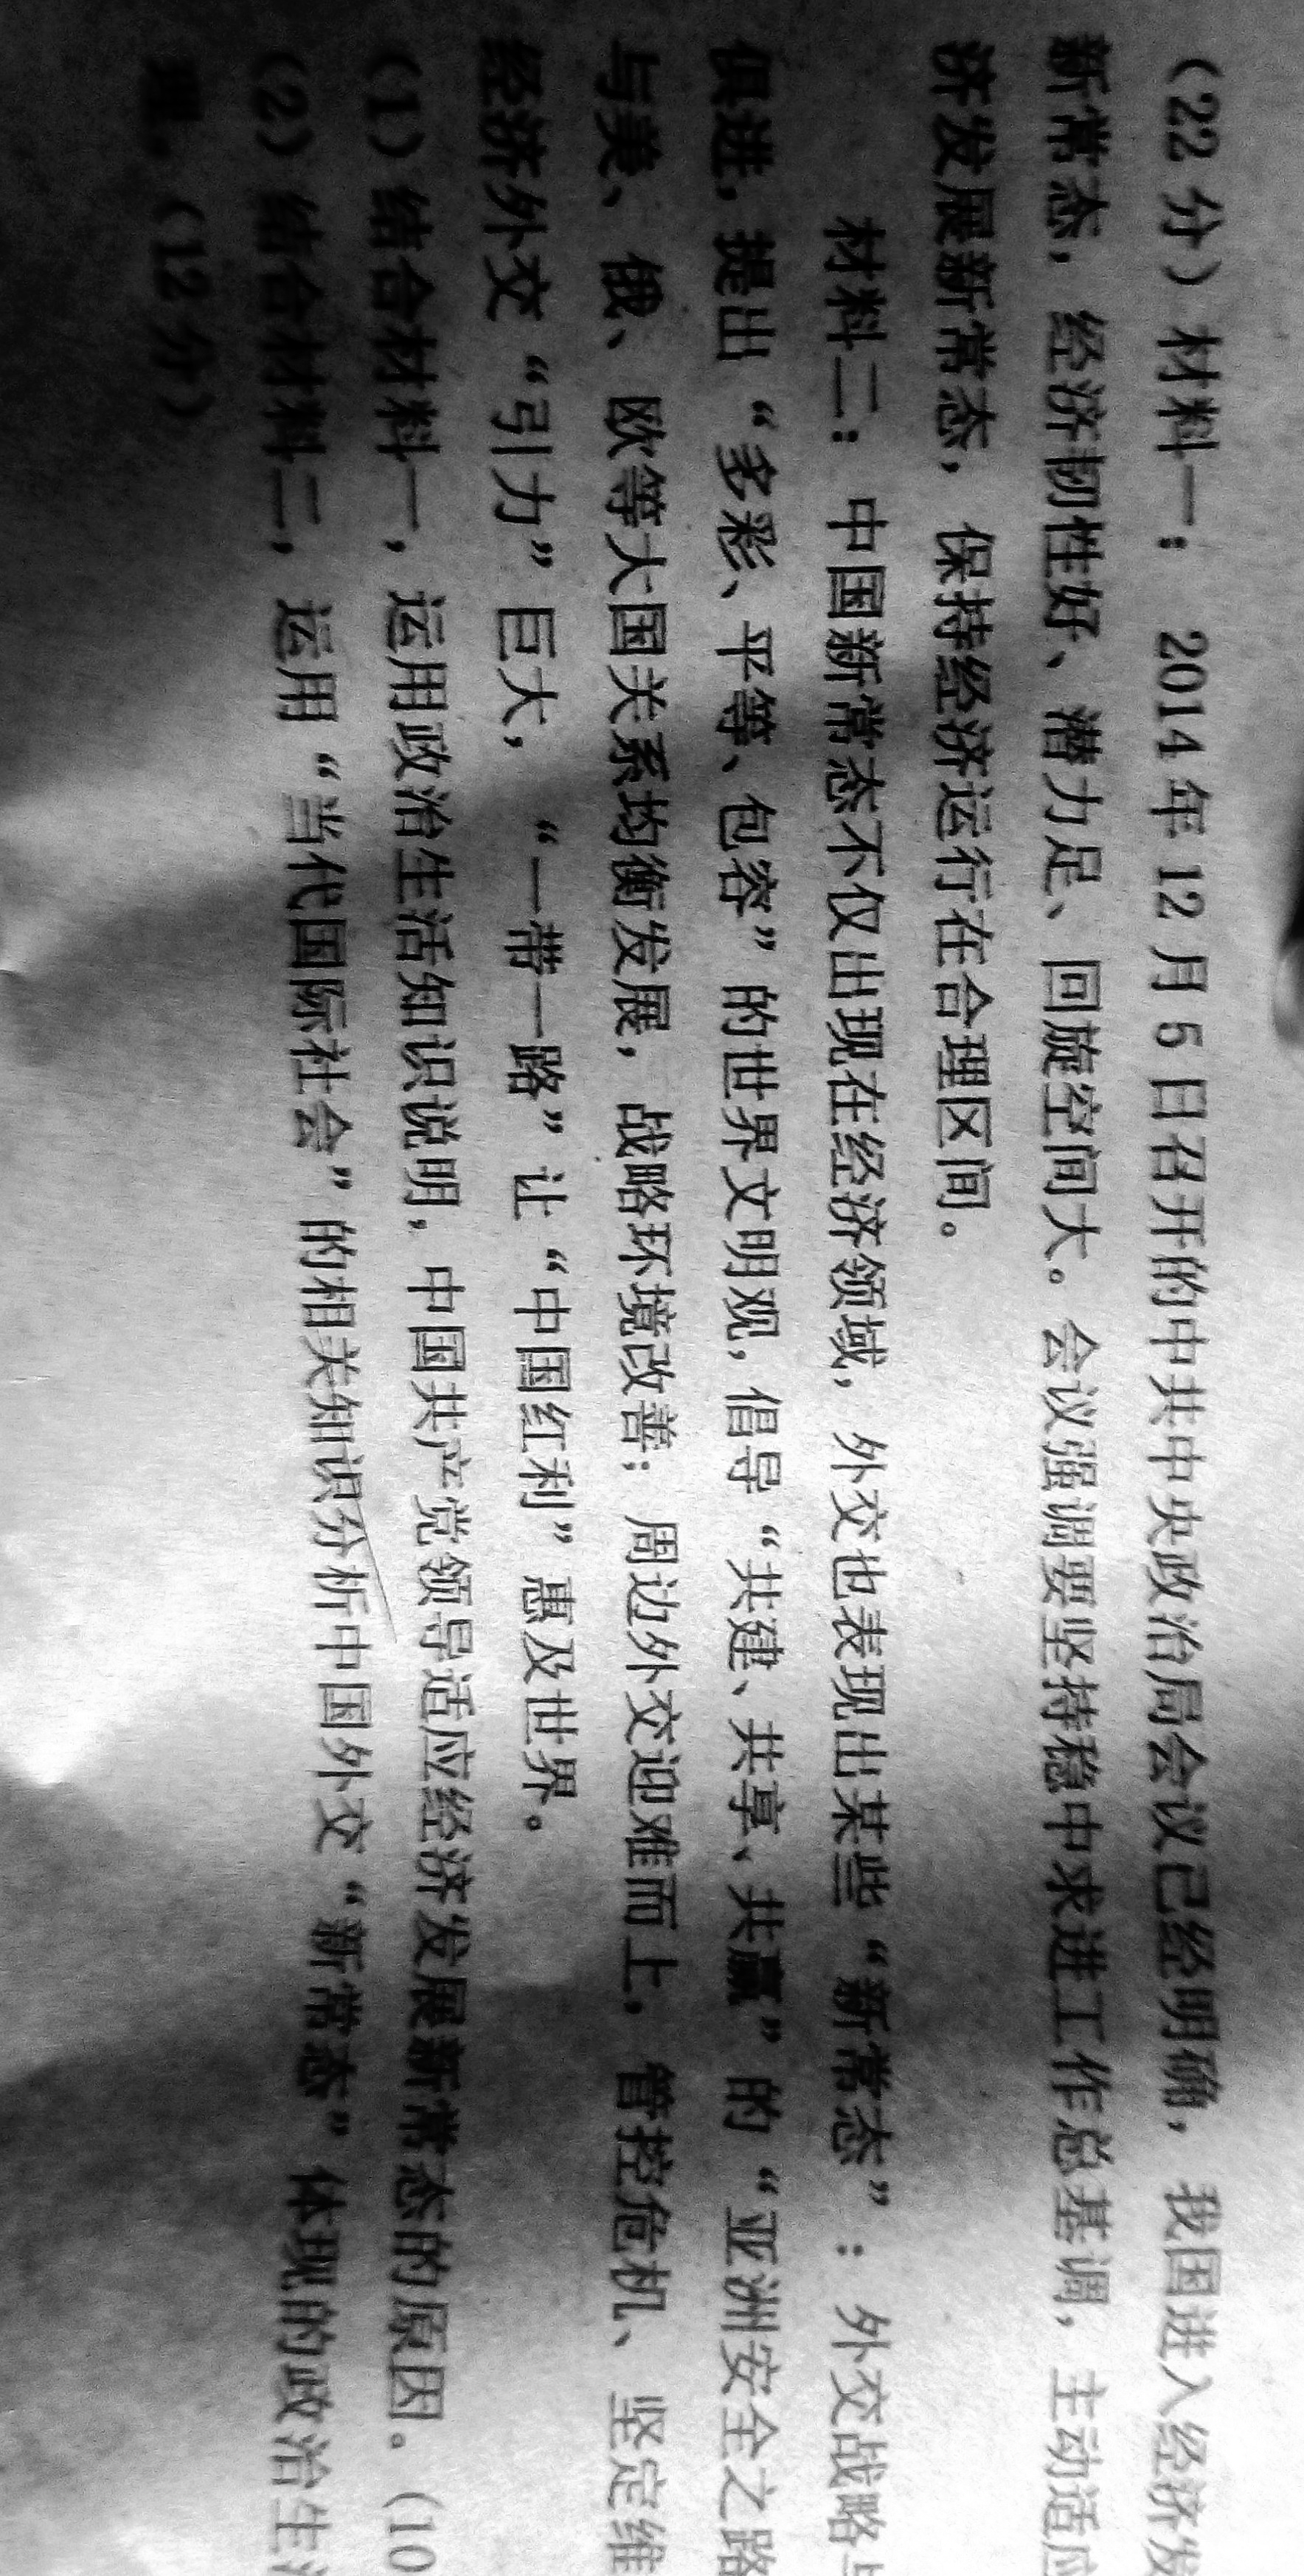 （22 分）材料一： 2014 年 12 月 5 日召开的中共中央政治局会议已经明确，我国进入经济发
新常态，经济韧性好、潜力足、回旋空间大。会议强调要坚持稳中求进工作总基调，主动适应
济发展新常态，保持经济运行在合理区间。
材料二：中国新常态不仅出现在经济领域，外交也表现出某些“新常态”：外交战略与
俱进，提出“多彩、平等、包容”的世界文明观，倡导“共建、共享、共赢”的“亚洲安全之路
与美、俄、欧等大国关系均衡发展，战略环境改善；周边外交迎难而上，管控危机、坚定维
经济外交“引力”巨大，“一带一路”让“中国红利”惠及世界。
（1）结合材料一，运用政治生活知识说明，中国共产党领导适应经济发展新常态的原因。（10
（2）结合材料二，运用“当代国际社会”的相关知识分析中国外交“新常态”体现的政治生
理。（12 分）